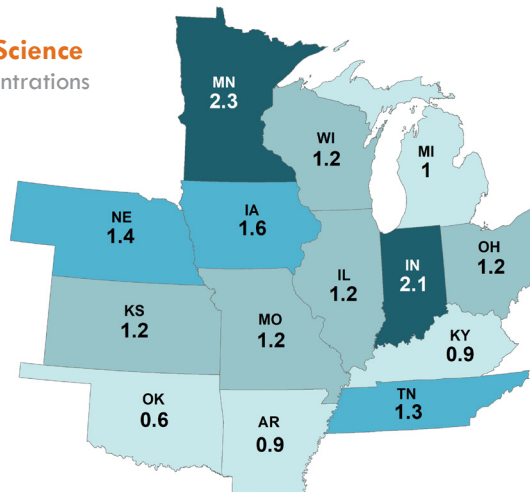 Science
MN
2.3
WI
1.2
MI
1
NE
1.4
IA
1.6
IL
1.2
IN
2.1
OH
1.2
KS
1.2
MO
1.2
KY
0.9
OK
0.6
AR
0.9
TN
1.3